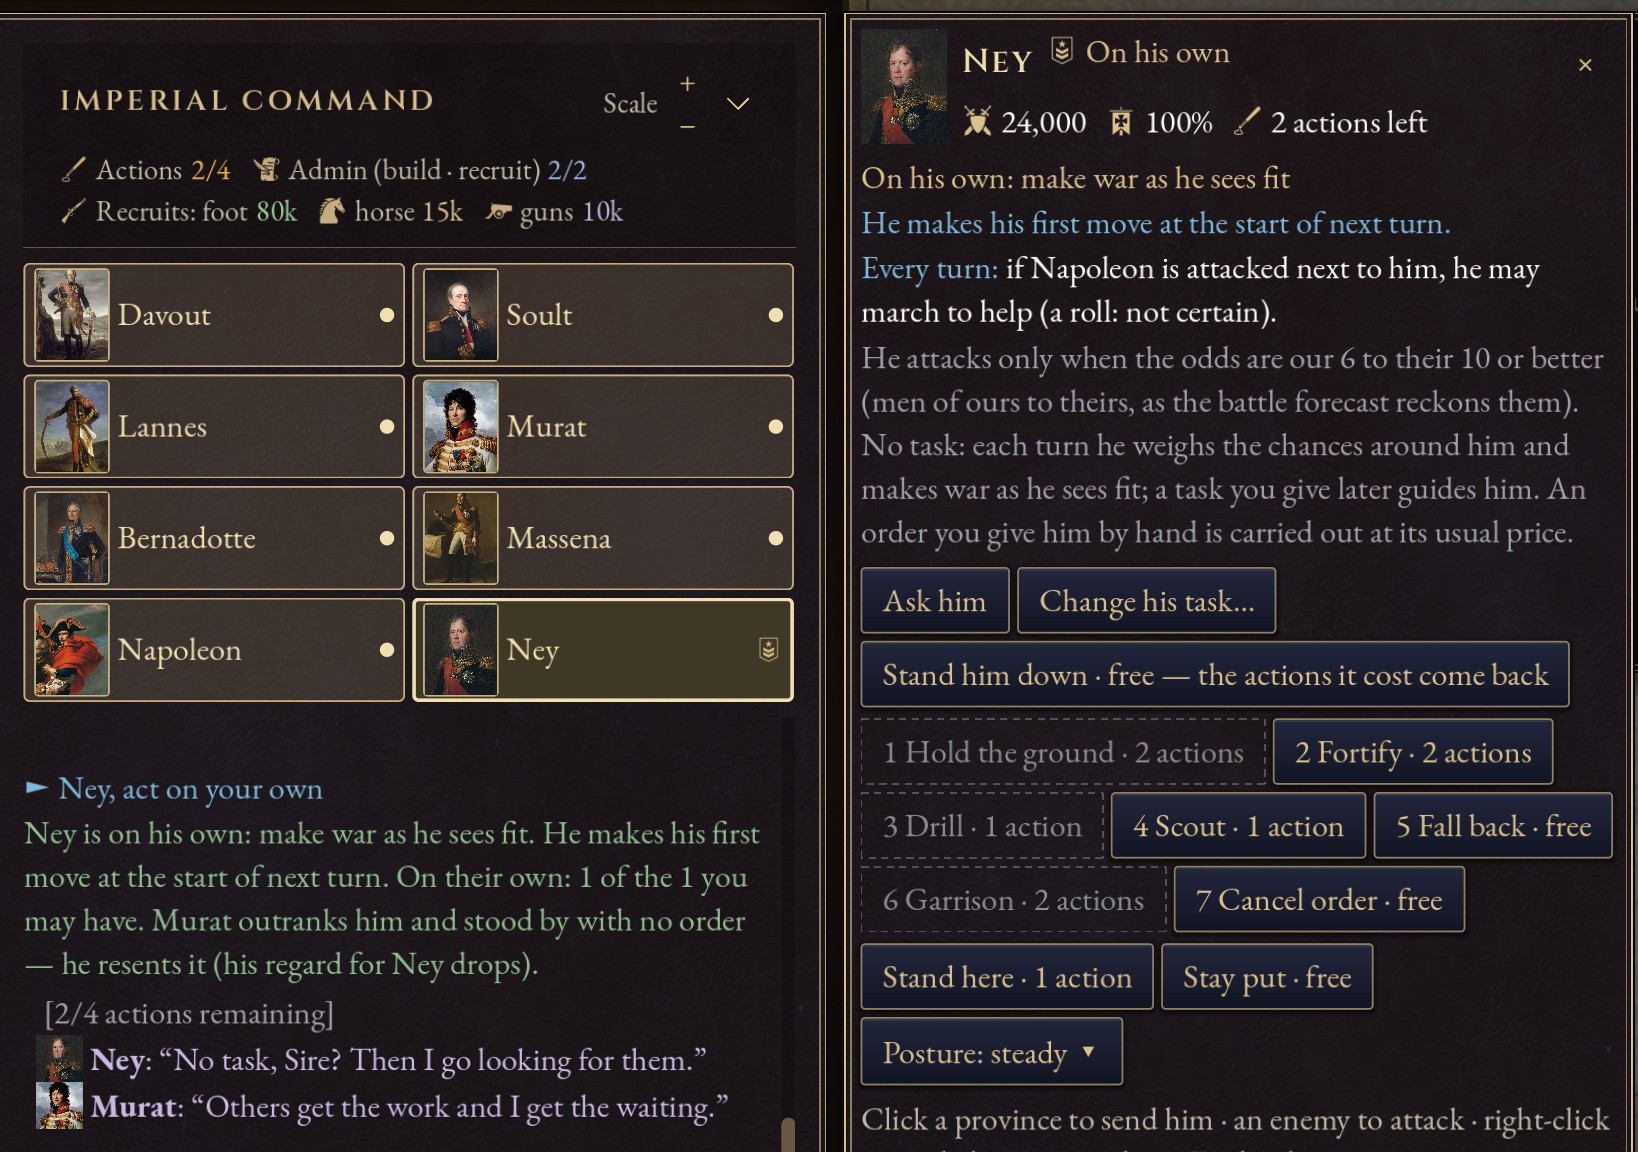 IMPERIAL COMMAND
Scale + −
Actions 2/4 Admin (build · recruit) 2/2
Recruits: foot 80k horse 15k guns 10k
Davout
Soult
Lannes
Murat
Bernadotte
Massena
Napoleon
Ney
► Ney, act on your own
Ney is on his own: make war as he sees fit. He makes his first
move at the start of next turn. On their own: 1 of the 1 you
may have. Murat outranks him and stood by with no order
— he resents it (his regard for Ney drops).
[2/4 actions remaining]
Ney: “No task, Sire? Then I go looking for them.”
Murat: “Others get the work and I get the waiting.”
NEY On his own ×
24,000 100% 2 actions left
On his own: make war as he sees fit
He makes his first move at the start of next turn.
Every turn: if Napoleon is attacked next to him, he may
march to help (a roll: not certain).
He attacks only when the odds are our 6 to their 10 or better
(men of ours to theirs, as the battle forecast reckons them).
No task: each turn he weighs the chances around him and
makes war as he sees fit; a task you give later guides him. An
order you give him by hand is carried out at its usual price.
Ask him
Change his task...
Stand him down · free — the actions it cost come back
1 Hold the ground · 2 actions
2 Fortify · 2 actions
3 Drill · 1 action
4 Scout · 1 action
5 Fall back · free
6 Garrison · 2 actions
7 Cancel order · free
Stand here · 1 action
Stay put · free
Posture: steady ▼
Click a province to send him · an enemy to attack · right-click